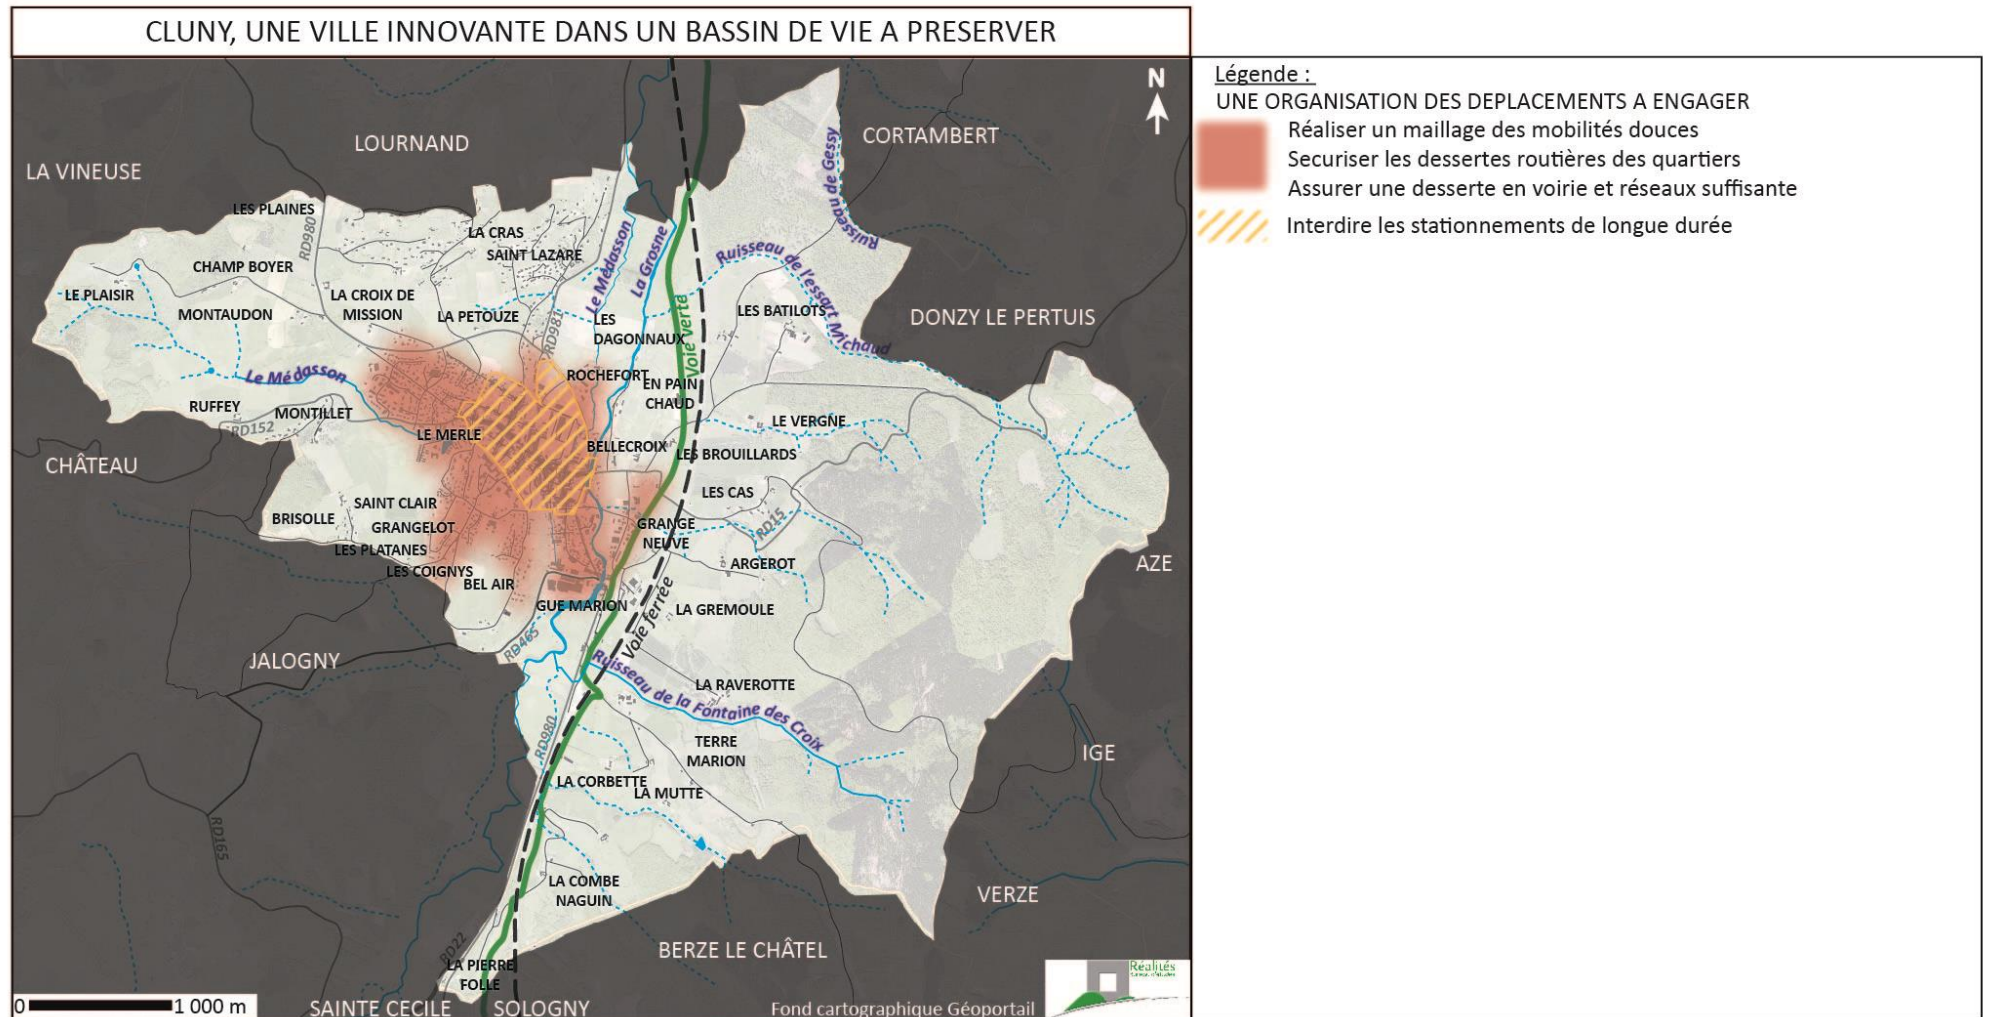 CLUNY, UNE VILLE INNOVANTE DANS UN BASSIN DE VIE A PRESERVER
Légende :
UNE ORGANISATION DES DEPLACEMENTS A ENGAGER
Réaliser un maillage des mobilités douces
Securiser les dessertes routières des quartiers
Assurer une desserte en voirie et réseaux suffisante
Interdire les stationnements de longue durée
N
LOURNAND
CORTAMBERT
LA VINEUSE
Ruisseau de Gessy
LES PLAINES
RD980
LA CRAS
SAINT LAZARE
Le Médasson
La Grosne
Ruisseau de l'essart Michaud
CHAMP BOYER
LE PLAISIR
MONTAUDON
LA CROIX DE
MISSION
LA PETOUZE
RD981
LES
DAGONNAUX
Voie verte
LES BATILOTS
DONZY LE PERTUIS
Le Médasson
ROCHEFORT
EN PAIN
CHAUD
RUFFEY
MONTILLET
RD152
LE MERLE
LE VERGNE
BELLECROIX
LES BROUILLARDS
CHÂTEAU
LES CAS
SAINT CLAIR
BRISOLLE
GRANGELOT
GRANGE
NEUVE
RD15
LES PLATANES
LES COIGNYS
BEL AIR
ARGEROT
AZE
GUE MARION
LA GREMOULE
Voie ferrée
RD465
JALOGNY
Ruisseau de la Fontaine des Croix
LA RAVEROTTE
RD980
TERRE
MARION
IGE
LA CORBETTE
LA MUTTE
RD165
LA COMBE
NAGUIN
VERZE
RD22
BERZE LE CHÂTEL
LA PIERRE
FOLLE
Réalités
0 1 000 m
SAINTE CECILE
SOLOGNY
Fond cartographique Géoportail